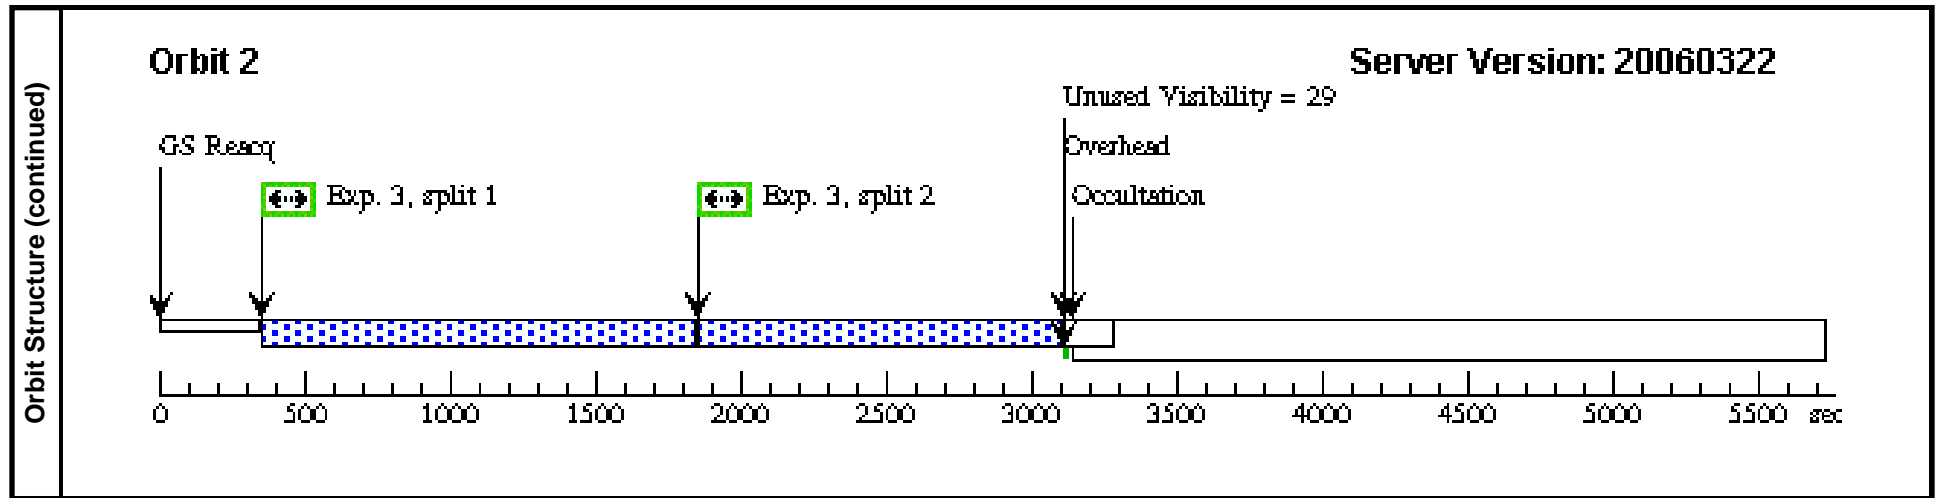 Orbit Structure (continued)
Orbit 2
Server Version: 20060322
Unused Visibility = 29
GS Reacq
Overhead
Exp. 3, split 1
Exp. 3, split 2
Occultation
0 500 1000 1500 2000 2500 3000 3500 4000 4500 5000 5500 sec